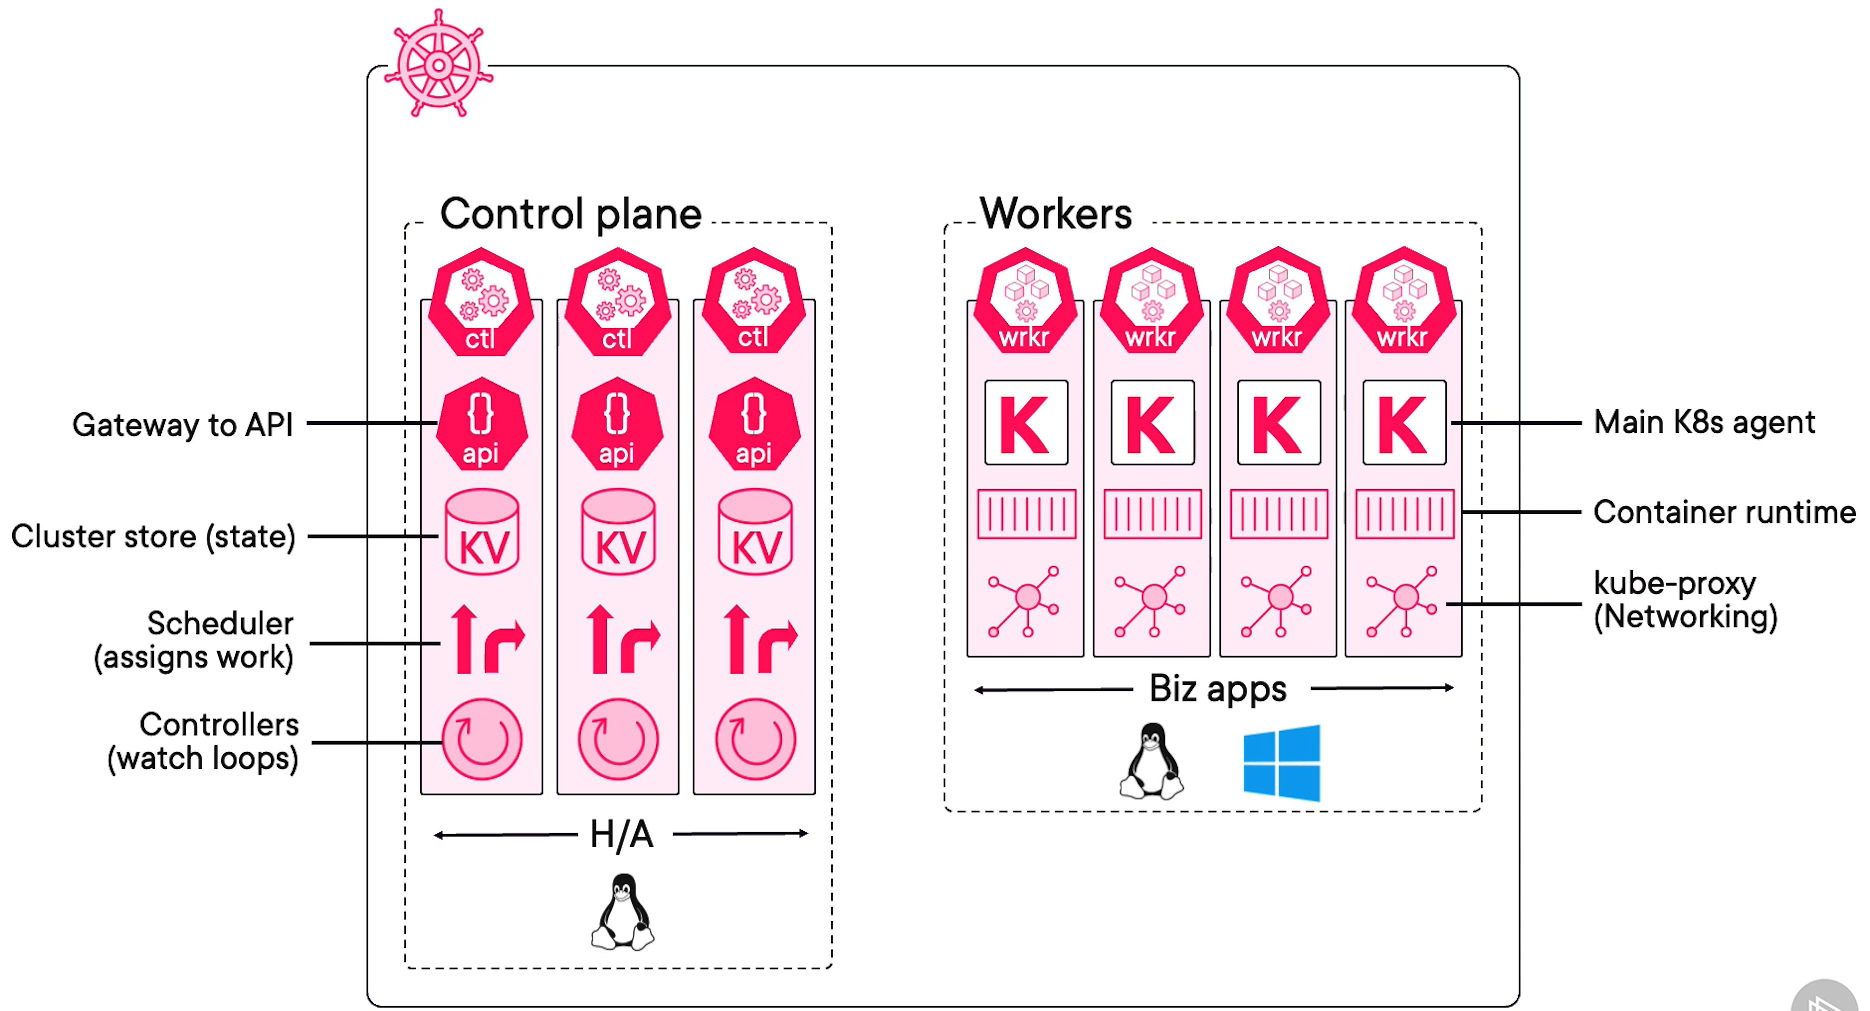 Control plane
Workers
ctl
ctl
ctl
wrkr
wrkr
wrkr
wrkr
Gateway to API
{} api
{} api
{} api
K
K
K
K
Main K8s agent
Cluster store (state)
KV
KV
KV
Container runtime
kube-proxy
(Networking)
Scheduler
(assigns work)
Controllers
(watch loops)
Biz apps
H/A